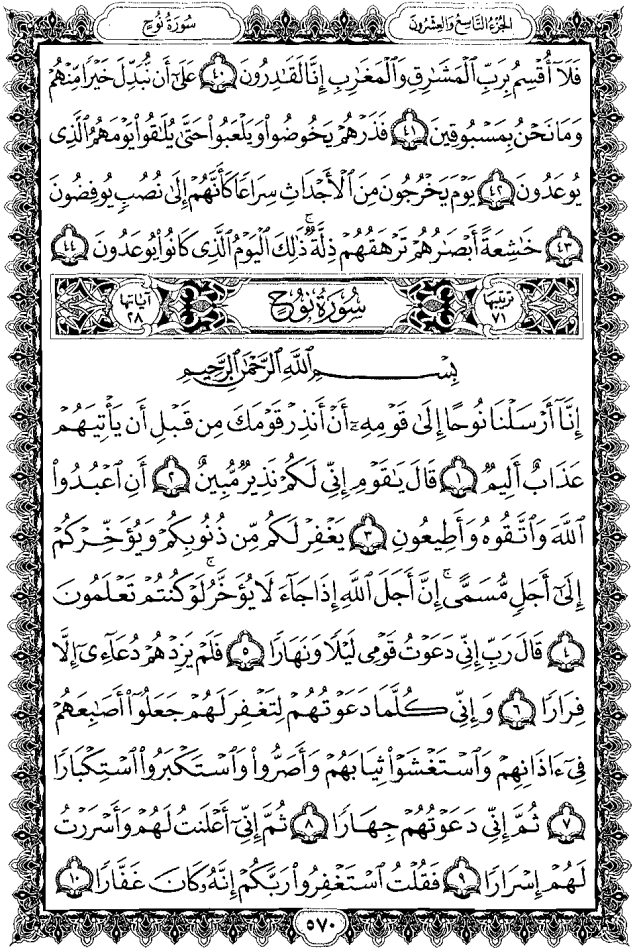 الجزء التاسع والعشرون
سورة نوح
فَلَآ أُقْسِمُ بِرَبِّ ٱلْمَشَٰرِقِ وَٱلْمَغَٰرِبِ إِنَّا لَقَٰدِرُونَ ٤٠ عَلَىٰٓ أَن نُّبَدِّلَ خَيْرًا مِّنْهُمْ
وَمَا نَحْنُ بِمَسْبُوقِينَ ٤١ فَذَرْهُمْ يَخُوضُوا۟ وَيَلْعَبُوا۟ حَتَّىٰ يُلَٰقُوا۟ يَوْمَهُمُ ٱلَّذِى
يُوعَدُونَ ٤٢ يَوْمَ يَخْرُجُونَ مِنَ ٱلْأَجْدَاثِ سِرَاعًا كَأَنَّهُمْ إِلَىٰ نُصُبٍ يُوفِضُونَ
٤٣ خَٰشِعَةً أَبْصَٰرُهُمْ تَرْهَقُهُمْ ذِلَّةٌ ۚ ذَٰلِكَ ٱلْيَوْمُ ٱلَّذِى كَانُوا۟ يُوعَدُونَ ٤٤
ترتيبها ٧١ سُورَةُ نُوحٍ آياتها ٢٨
بِسْمِ ٱللَّهِ ٱلرَّحْمَٰنِ ٱلرَّحِيمِ
إِنَّآ أَرْسَلْنَا نُوحًا إِلَىٰ قَوْمِهِۦٓ أَنْ أَنذِرْ قَوْمَكَ مِن قَبْلِ أَن يَأْتِيَهُمْ
عَذَابٌ أَلِيمٌ ١ قَالَ يَٰقَوْمِ إِنِّى لَكُمْ نَذِيرٌ مُّبِينٌ ٢ أَنِ ٱعْبُدُوا۟
ٱللَّهَ وَٱتَّقُوهُ وَأَطِيعُونِ ٣ يَغْفِرْ لَكُم مِّن ذُنُوبِكُمْ وَيُؤَخِّرْكُمْ
إِلَىٰٓ أَجَلٍ مُّسَمًّى ۚ إِنَّ أَجَلَ ٱللَّهِ إِذَا جَآءَ لَا يُؤَخَّرُ ۖ لَوْ كُنتُمْ تَعْلَمُونَ
٤ قَالَ رَبِّ إِنِّى دَعَوْتُ قَوْمِى لَيْلًا وَنَهَارًا ٥ فَلَمْ يَزِدْهُمْ دُعَآءِىٓ إِلَّا
فِرَارًا ٦ وَإِنِّى كُلَّمَا دَعَوْتُهُمْ لِتَغْفِرَ لَهُمْ جَعَلُوٓا۟ أَصَٰبِعَهُمْ
فِىٓ ءَاذَانِهِمْ وَٱسْتَغْشَوْا۟ ثِيَابَهُمْ وَأَصَرُّوا۟ وَٱسْتَكْبَرُوا۟ ٱسْتِكْبَارًا
٧ ثُمَّ إِنِّى دَعَوْتُهُمْ جِهَارًا ٨ ثُمَّ إِنِّىٓ أَعْلَنتُ لَهُمْ وَأَسْرَرْتُ
لَهُمْ إِسْرَارًا ٩ فَقُلْتُ ٱسْتَغْفِرُوا۟ رَبَّكُمْ إِنَّهُۥ كَانَ غَفَّارًا ١٠
٥٧٠